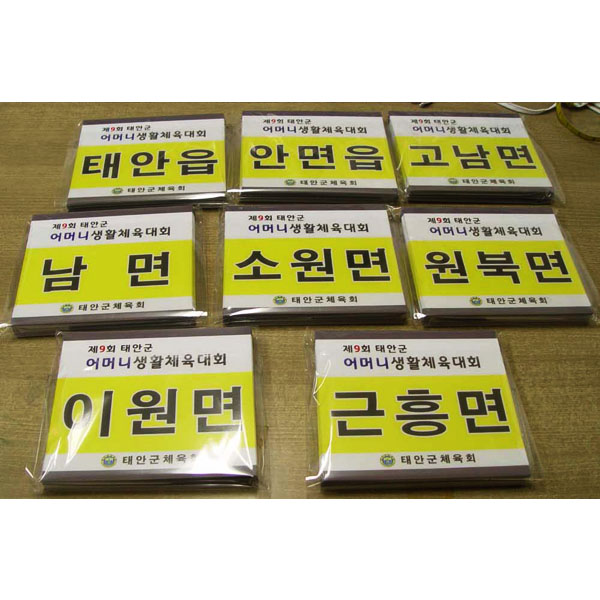 제9회 태안군
어머니생활체육대회
태안읍
태안군체육회
제9회 태안군
어머니생활체육대회
안면읍
태안군체육회
제9회 태안군
어머니생활체육대회
고남면
태안군체육회
제9회 태안군
어머니생활체육대회
남면
태안군체육회
제9회 태안군
어머니생활체육대회
소원면
태안군체육회
제9회 태안군
어머니생활체육대회
원북면
태안군체육회
제9회 태안군
어머니생활체육대회
이원면
태안군체육회
제9회 태안군
어머니생활체육대회
근흥면
태안군체육회